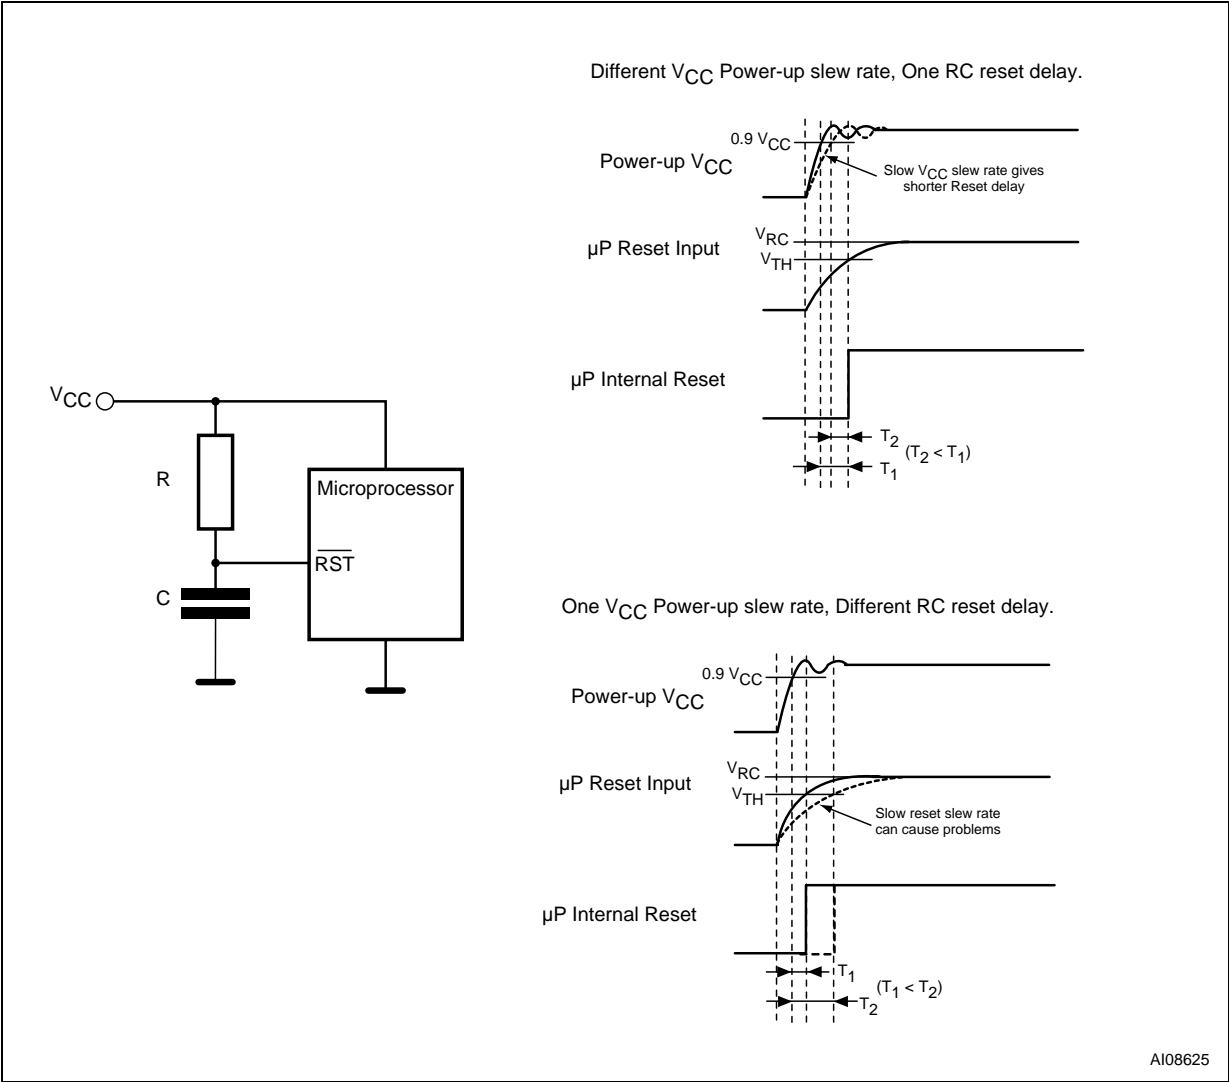 Different VCC Power-up slew rate, One RC reset delay.
0.9 VCC
Power-up VCC
Slow VCC slew rate gives
shorter Reset delay
µP Reset Input
VRC
VTH
µP Internal Reset
T2
(T2 < T1)
T1
VCC
R
Microprocessor
RST
C
One VCC Power-up slew rate, Different RC reset delay.
0.9 VCC
Power-up VCC
µP Reset Input
VRC
VTH
Slow reset slew rate
can cause problems
µP Internal Reset
T1
(T1 < T2)
T2
AI08625